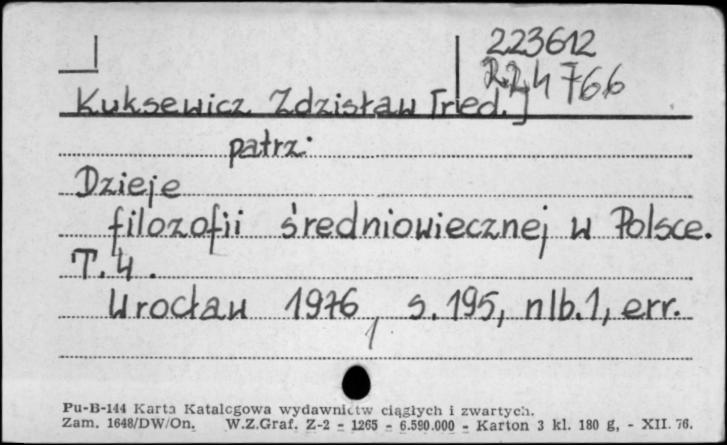 223612
224766
Kuksewicz Zdzisław [red.]
patrz:
Dzieje
filozofii średniowiecznej w Polsce.
T. 4.
Wrocław 1976, s. 195, nlb. 1, err.
Pu-B-144 Karta Katalogowa wydawnictw ciągłych i zwartych.
Zam. 1648/DW/On. W.Z.Graf. Z-2 - 1265 - 6.590.000 - Karton 3 kl. 180 g, - XII. 76.